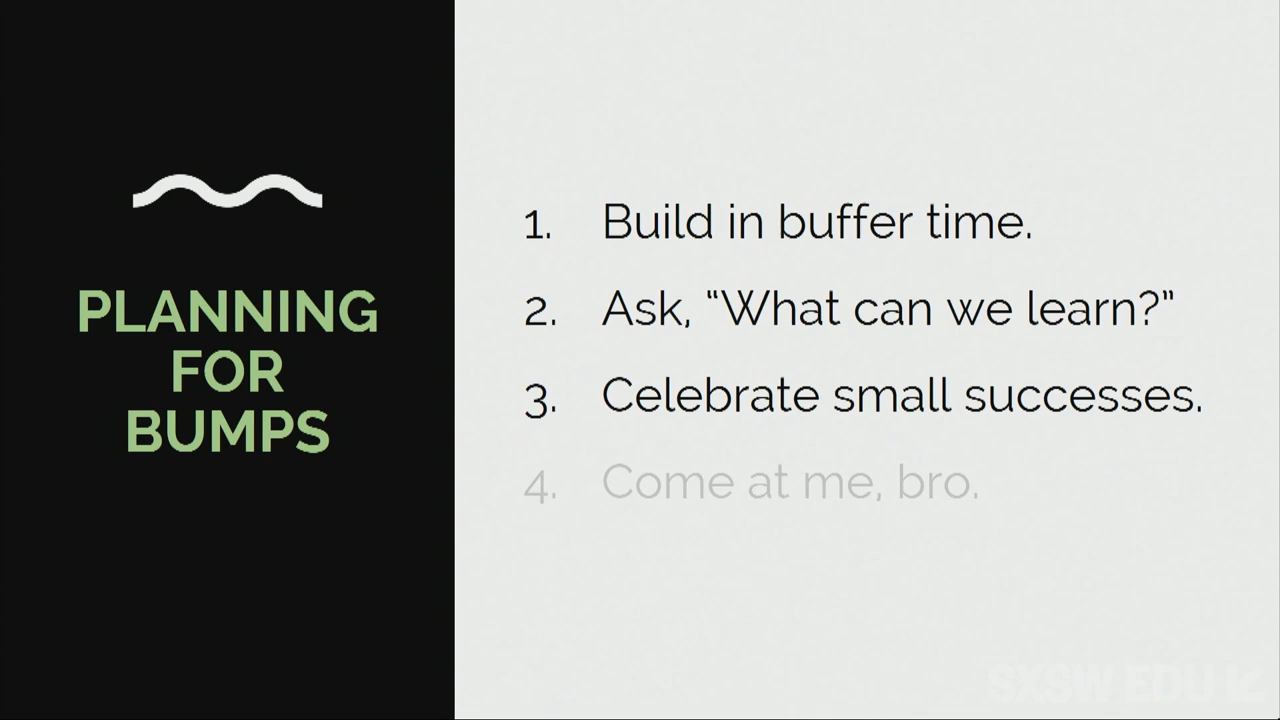 PLANNING
FOR
BUMPS
1. Build in buffer time.
2. Ask, “What can we learn?”
3. Celebrate small successes.
4. Come at me, bro.
SXSW EDU